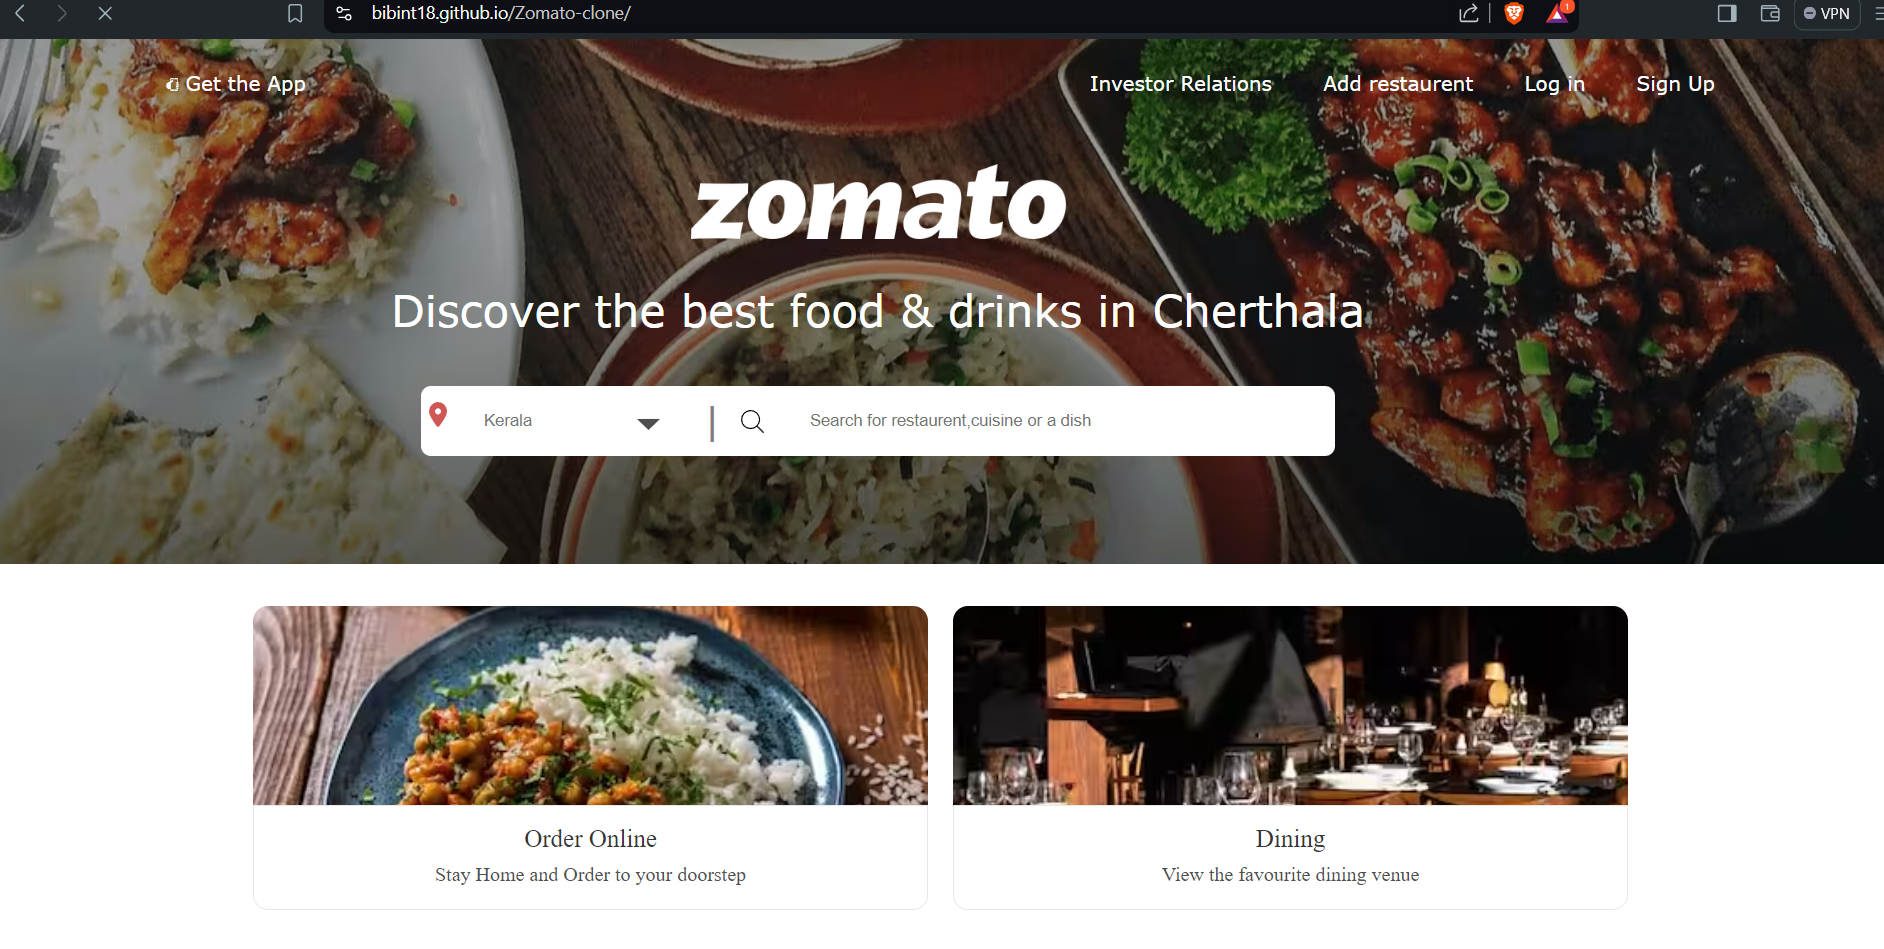 bibint18.github.io/Zomato-clone/
1
VPN
Get the App
Investor Relations
Add restaurent
Log in
Sign Up
zomato
Discover the best food & drinks in Cherthala
Kerala
Search for restaurent,cuisine or a dish
Order Online
Stay Home and Order to your doorstep
Dining
View the favourite dining venue